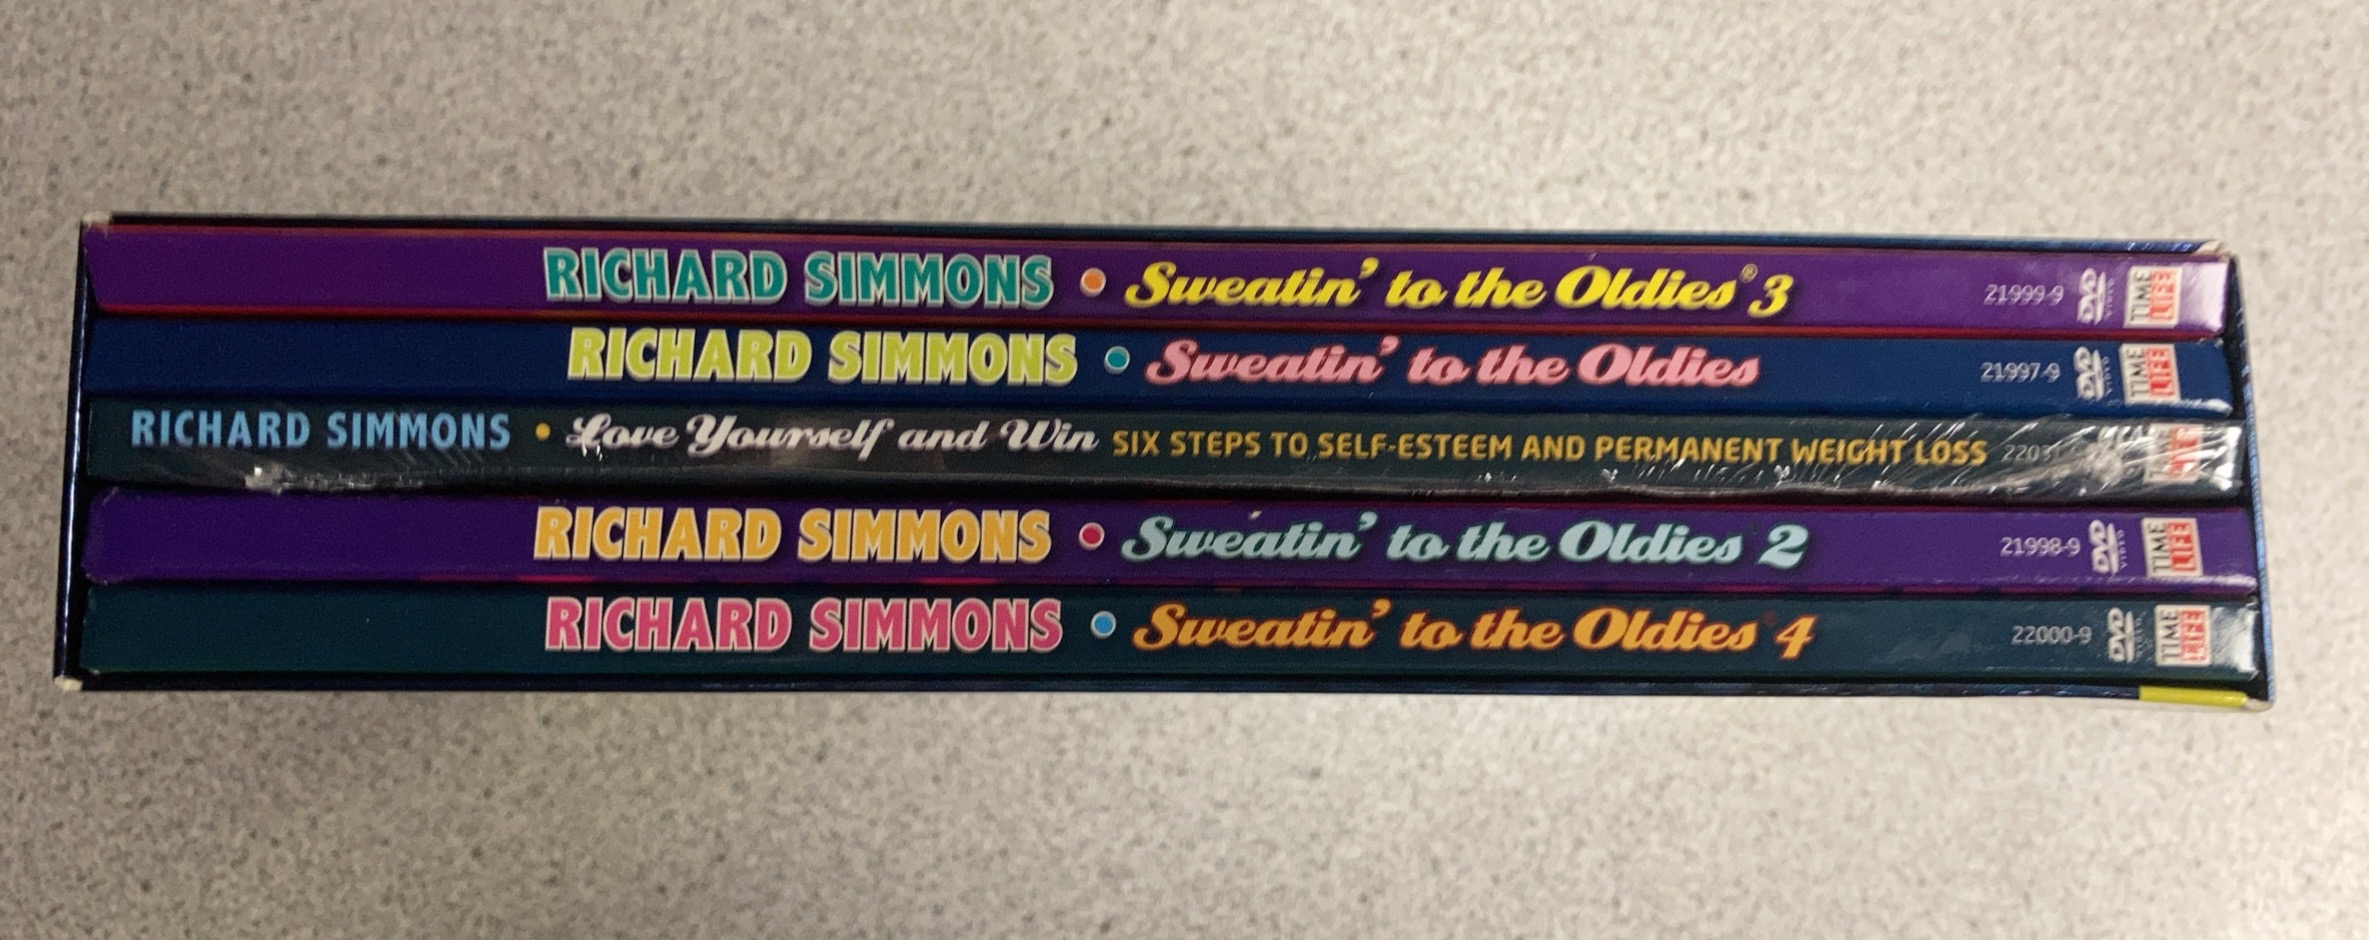 RICHARD SIMMONS • Sweatin' to the Oldies® 3 21999-9 DVD VIDEO TIME LIFE
RICHARD SIMMONS • Sweatin' to the Oldies 21997-9 DVD VIDEO TIME LIFE
RICHARD SIMMONS • Love Yourself and Win SIX STEPS TO SELF-ESTEEM AND PERMANENT WEIGHT LOSS
RICHARD SIMMONS • Sweatin' to the Oldies 2 21998-9 DVD VIDEO TIME LIFE
RICHARD SIMMONS • Sweatin' to the Oldies 4 22000-9 DVD TIME LIFE